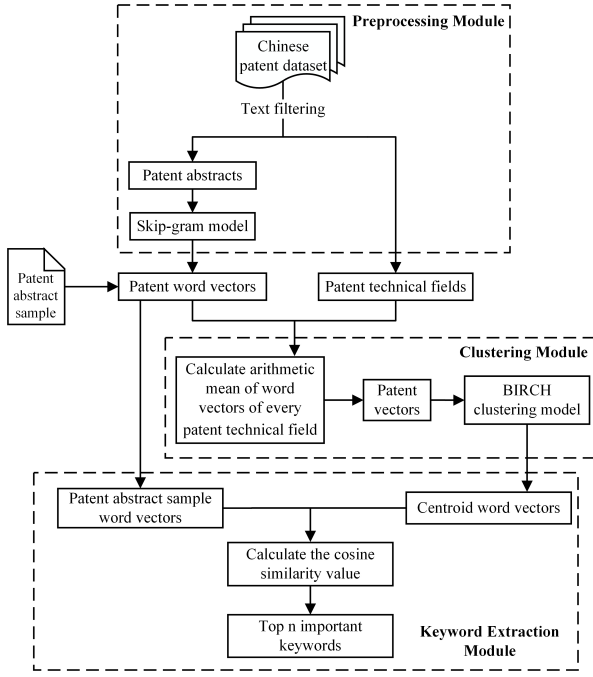 Preprocessing Module
Chinese
patent dataset
Text filtering
Patent abstracts
Skip-gram model
Patent
abstract
sample
Patent word vectors
Patent technical fields
Clustering Module
Calculate arithmetic
mean of word
vectors of every
patent technical field
Patent
vectors
BIRCH
clustering model
Patent abstract sample
word vectors
Centroid word vectors
Calculate the cosine
similarity value
Top n important
keywords
Keyword Extraction
Module